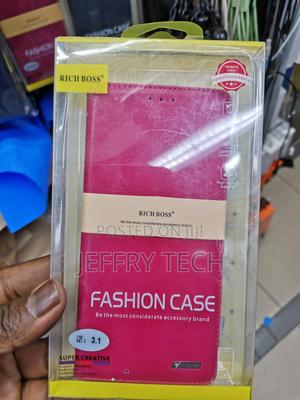 FASHION CASE
RICH BOSS
RICH BOSS
Be the most considerate accessory brand
POSTED ON JIJI
JEFFRY TECH
FASHION CASE
Be the most considerate accessory brand
3.1
SUPER CREATIVE